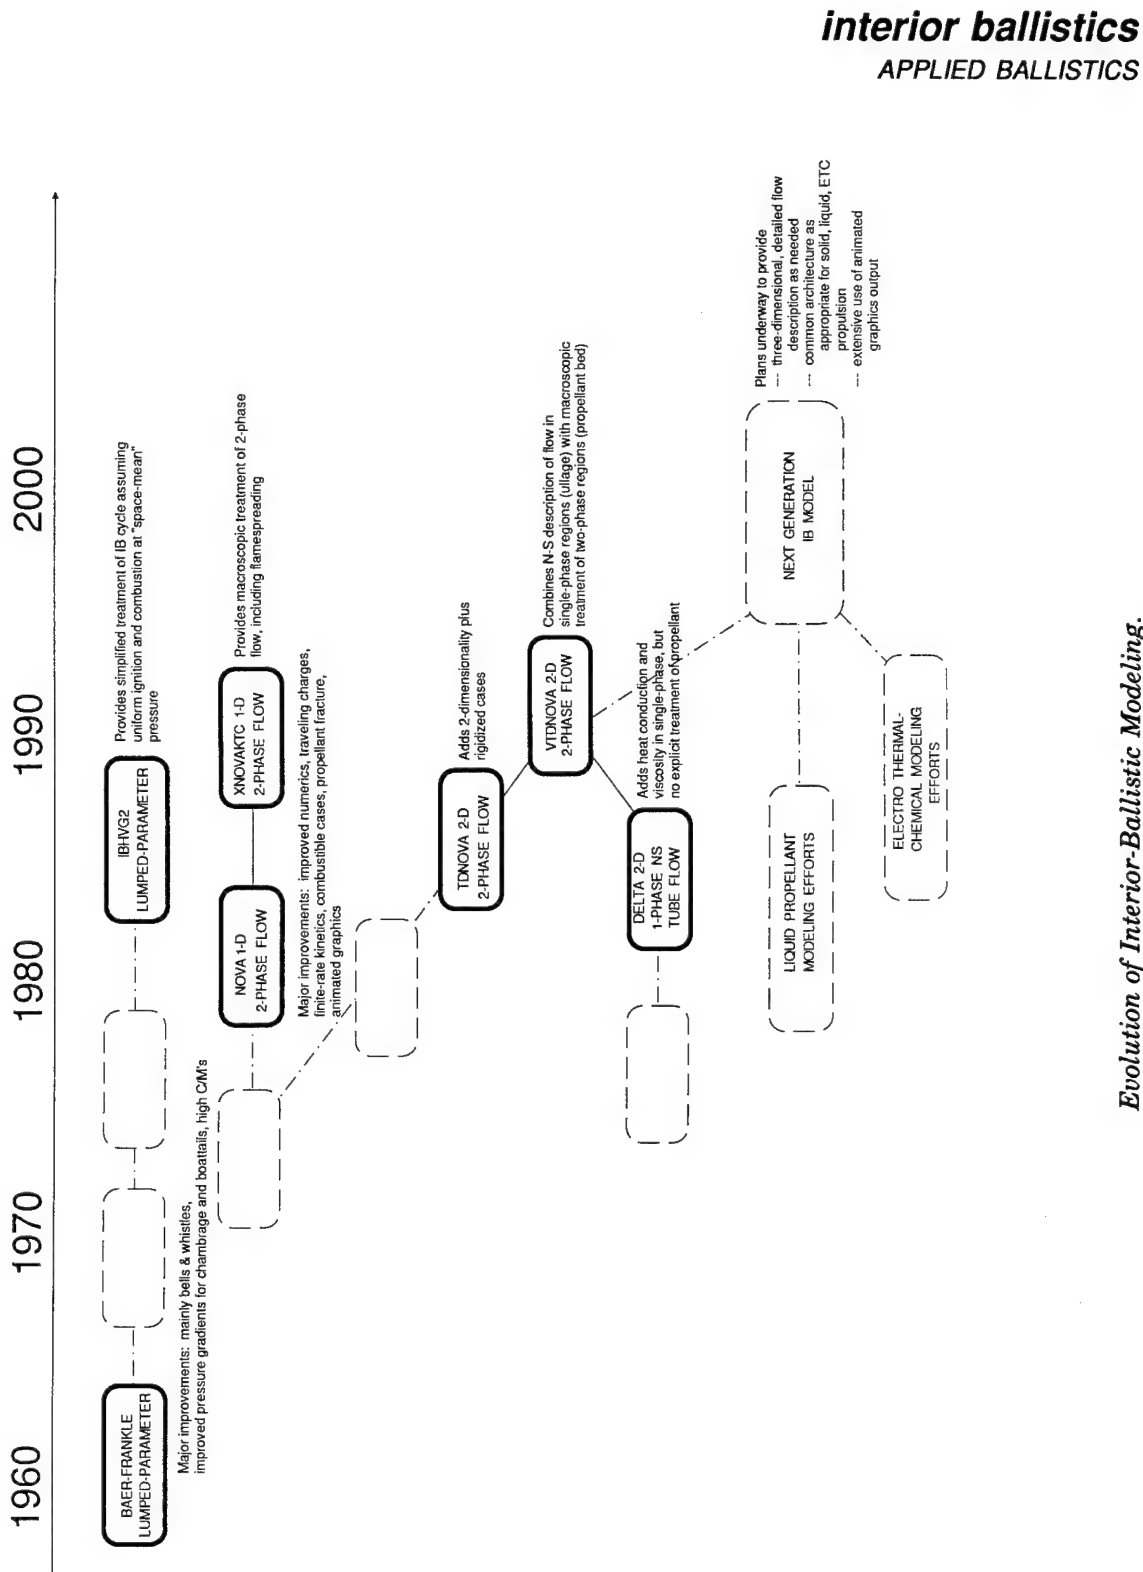 interior ballistics
APPLIED BALLISTICS
1960
1970
1980
1990
2000
BAER-FRANKLE
LUMPED-PARAMETER
IBHVG2
LUMPED-PARAMETER
Provides simplified treatment of IB cycle assuming
uniform ignition and combustion at "space-mean"
pressure
Major improvements: mainly bells & whistles,
improved pressure gradients for chambrage and boattails, high C/M's
NOVA 1-D
2-PHASE FLOW
XNOVAKTC 1-D
2-PHASE FLOW
Provides macroscopic treatment of 2-phase
flow, including flamespreading
Major improvements: improved numerics, traveling charges,
finite-rate kinetics, combustible cases, propellant fracture,
animated graphics
TDNOVA 2-D
2-PHASE FLOW
Adds 2-dimensionality plus
rigidized cases
VTDNOVA 2-D
2-PHASE FLOW
Combines N-S description of flow in
single-phase regions (ullage) with macroscopic
treatment of two-phase regions (propellant bed)
DELTA 2-D
1-PHASE NS
TUBE FLOW
Adds heat conduction and
viscosity in single-phase, but
no explicit treatment of propellant
LIQUID PROPELLANT
MODELING EFFORTS
NEXT GENERATION
IB MODEL
Plans underway to provide
--- three-dimensional, detailed flow
description as needed
--- common architecture as
appropriate for solid, liquid, ETC
propulsion
--- extensive use of animated
graphics output
ELECTRO THERMAL-
CHEMICAL MODELING
EFFORTS
Evolution of Interior-Ballistic Modeling.